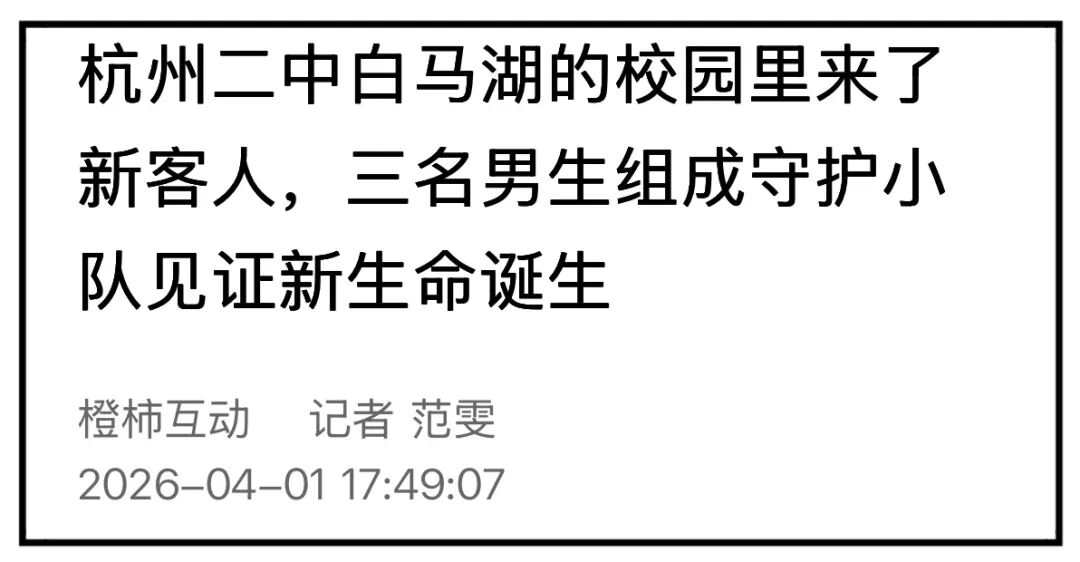 杭州二中白马湖的校园里来了
新客人，三名男生组成守护小
队见证新生命诞生
橙柿互动 记者 范雯
2026-04-01 17:49:07